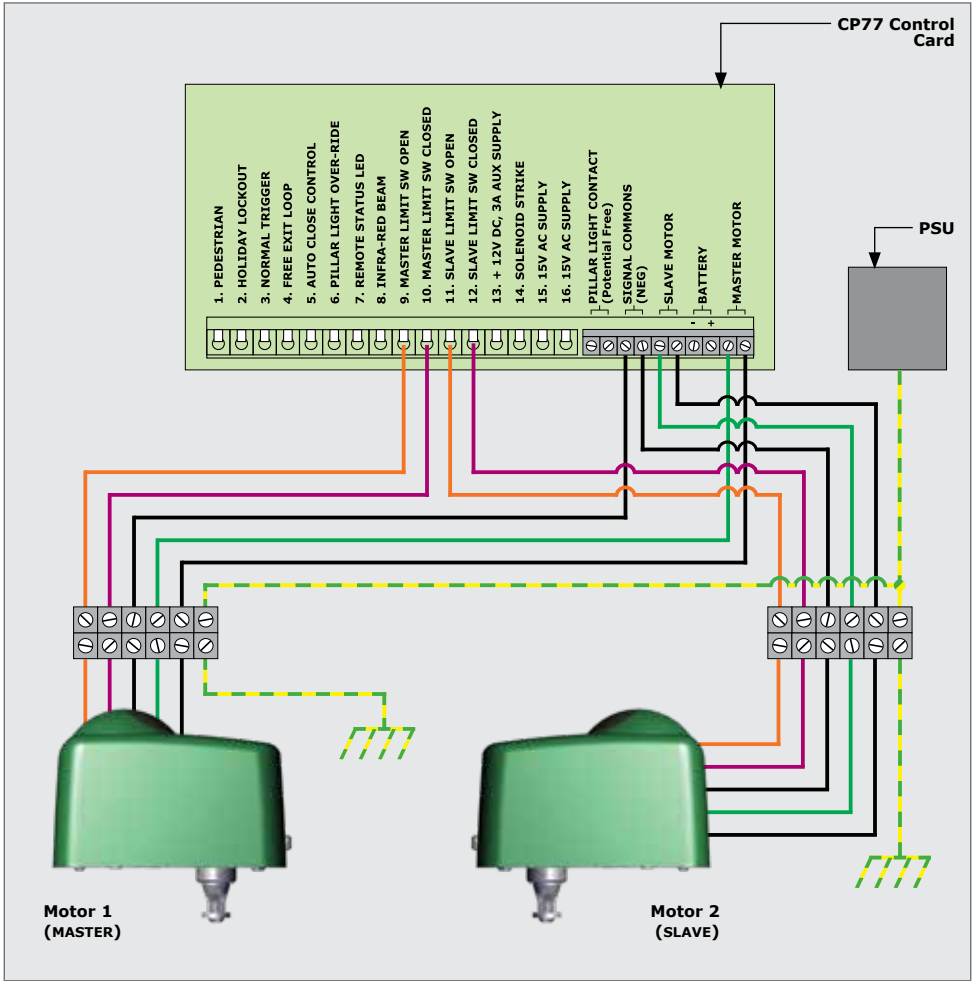 CP77 Control
Card
1. PEDESTRIAN
2. HOLIDAY LOCKOUT
3. NORMAL TRIGGER
4. FREE EXIT LOOP
5. AUTO CLOSE CONTROL
6. PILLAR LIGHT OVER-RIDE
7. REMOTE STATUS LED
8. INFRA-RED BEAM
9. MASTER LIMIT SW OPEN
10. MASTER LIMIT SW CLOSED
11. SLAVE LIMIT SW OPEN
12. SLAVE LIMIT SW CLOSED
13. + 12V DC, 3A AUX SUPPLY
14. SOLENOID STRIKE
15. 15V AC SUPPLY
16. 15V AC SUPPLY
PILLAR LIGHT CONTACT
(Potential Free)
SIGNAL COMMONS
(NEG)
SLAVE MOTOR
BATTERY
- +
MASTER MOTOR
PSU
Motor 1
(MASTER)
Motor 2
(SLAVE)